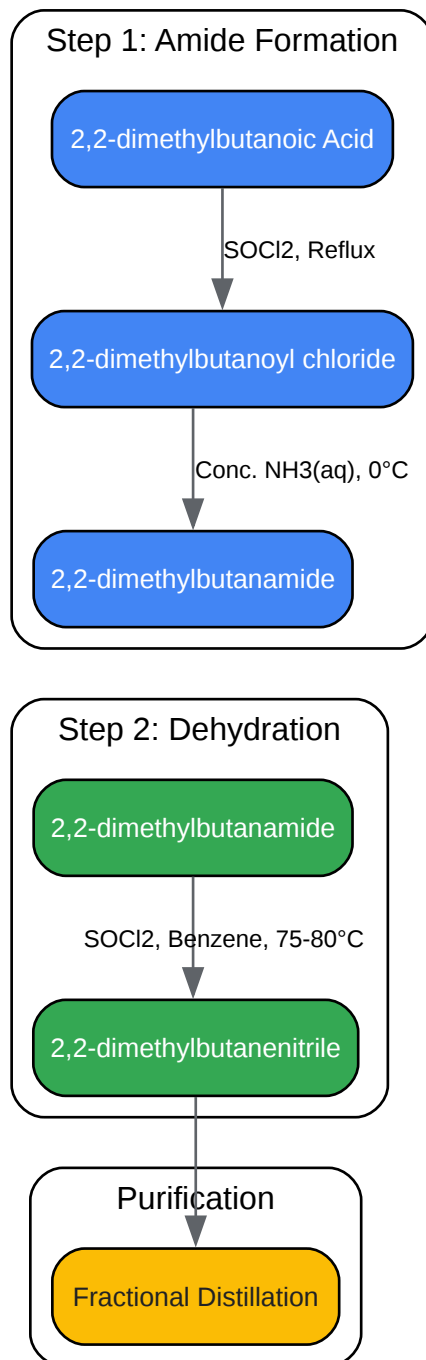 Step 1: Amide Formation
2,2-dimethylbutanoic Acid
SOCl2, Reflux
2,2-dimethylbutanoyl chloride
Conc. NH3(aq), 0°C
2,2-dimethylbutanamide
Step 2: Dehydration
2,2-dimethylbutanamide
SOCl2, Benzene, 75-80°C
2,2-dimethylbutanenitrile
Purification
Fractional Distillation